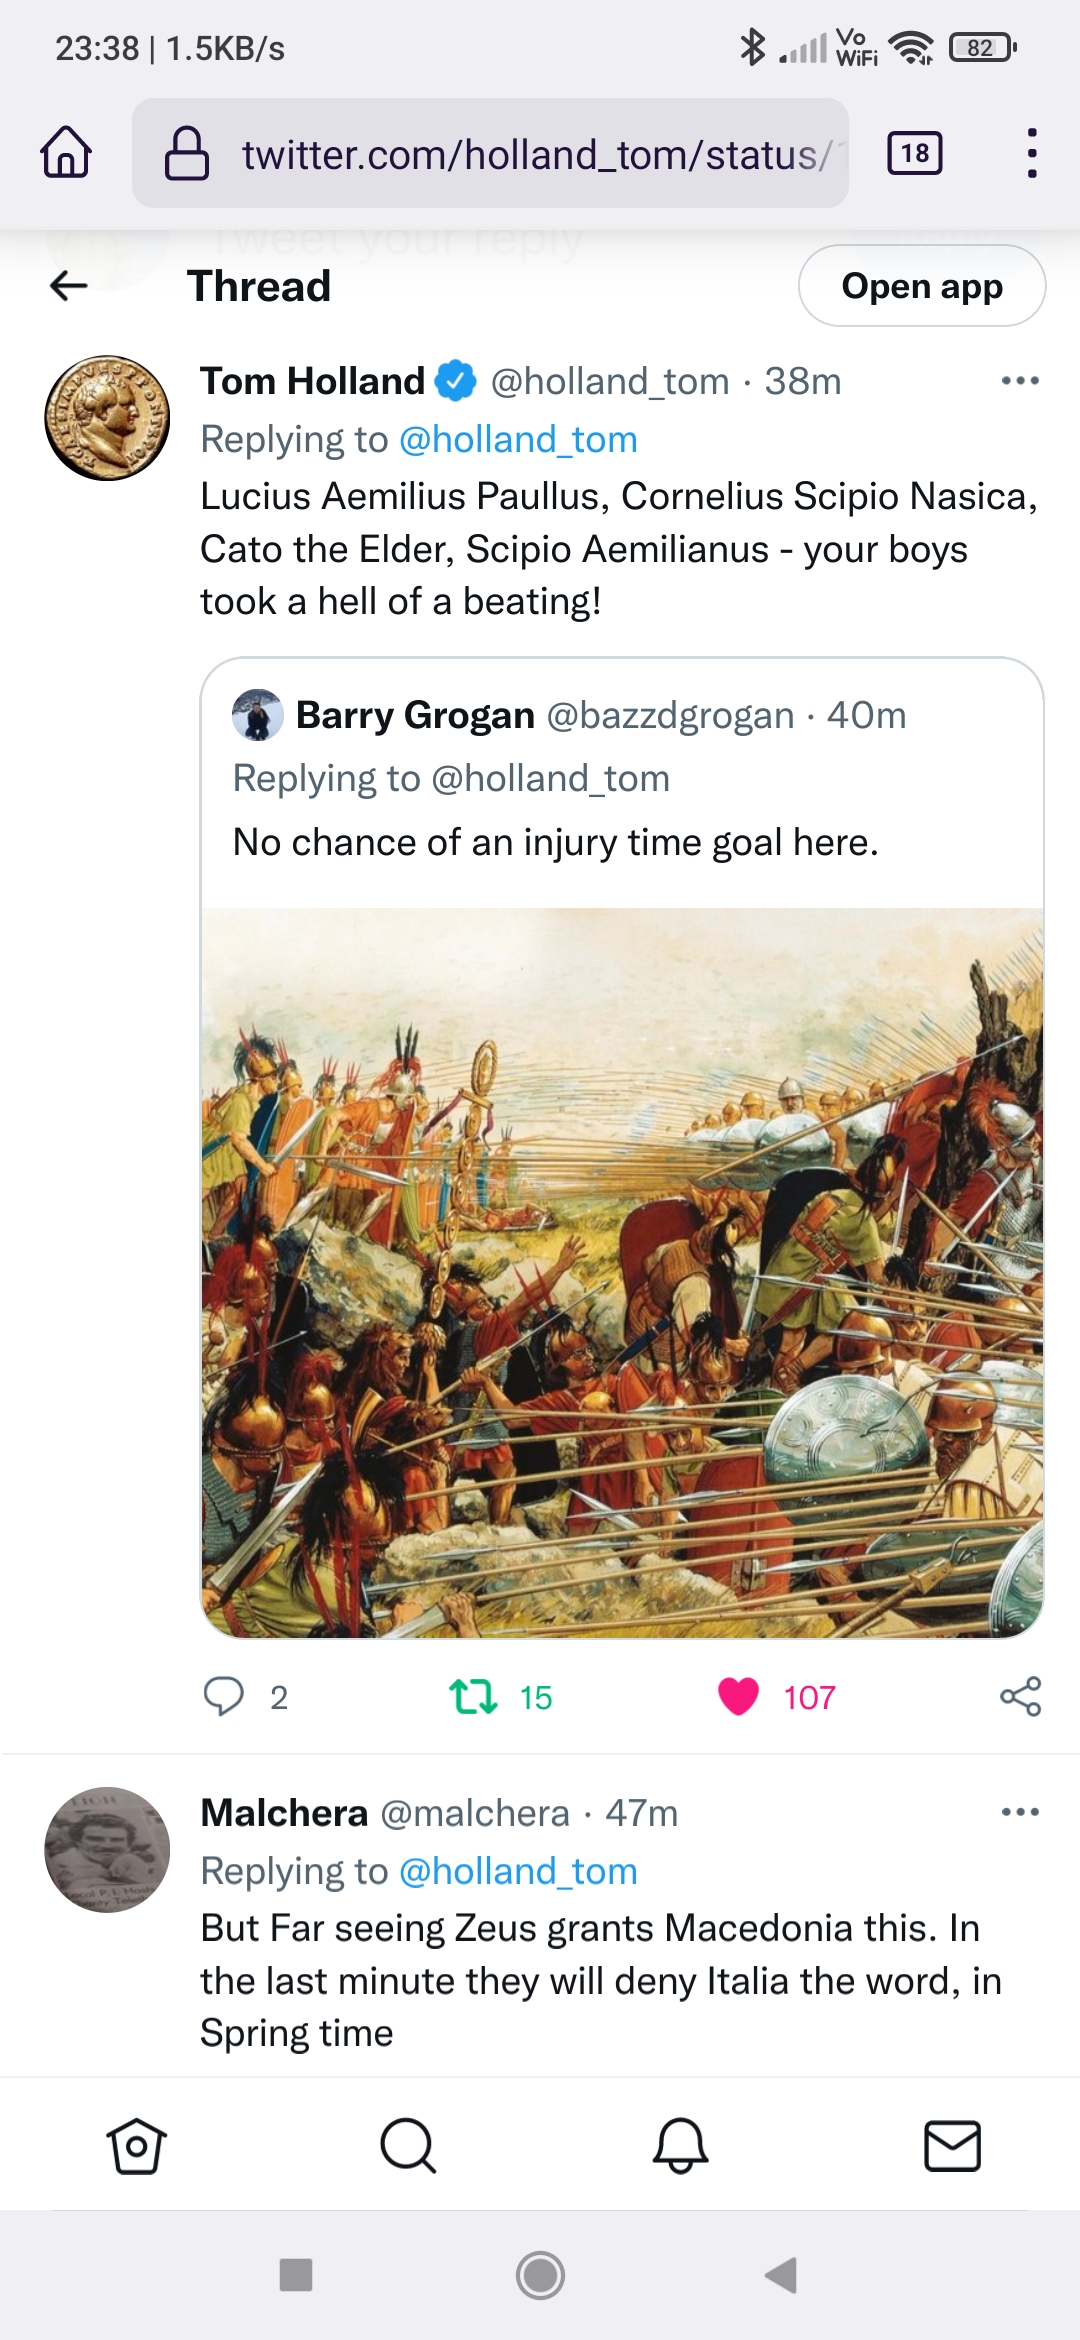 23:38 | 1.5KB/s
Vo
WiFi
82
twitter.com/holland_tom/status/
18
Tweet your reply
Thread
Open app
Tom Holland @holland_tom · 38m
Replying to @holland_tom
Lucius Aemilius Paullus, Cornelius Scipio Nasica,
Cato the Elder, Scipio Aemilianus - your boys
took a hell of a beating!
Barry Grogan @bazzdgrogan · 40m
Replying to @holland_tom
No chance of an injury time goal here.
2
15
107
Malchera @malchera · 47m
Replying to @holland_tom
But Far seeing Zeus grants Macedonia this. In
the last minute they will deny Italia the word, in
Spring time